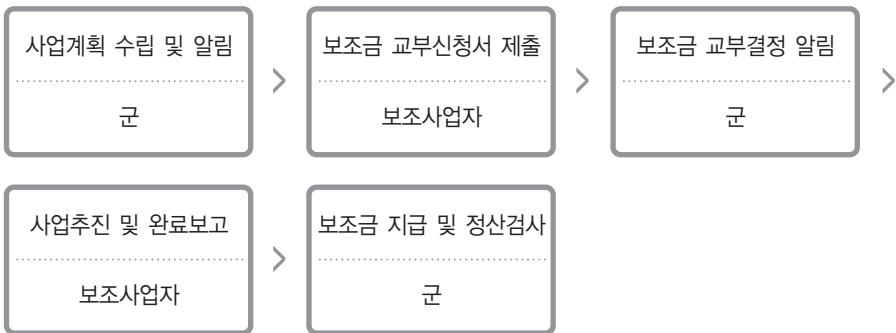 사업계획 수립 및 알림
군
보조금 교부신청서 제출
보조사업자
보조금 교부결정 알림
군
사업추진 및 완료보고
보조사업자
보조금 지급 및 정산검사
군